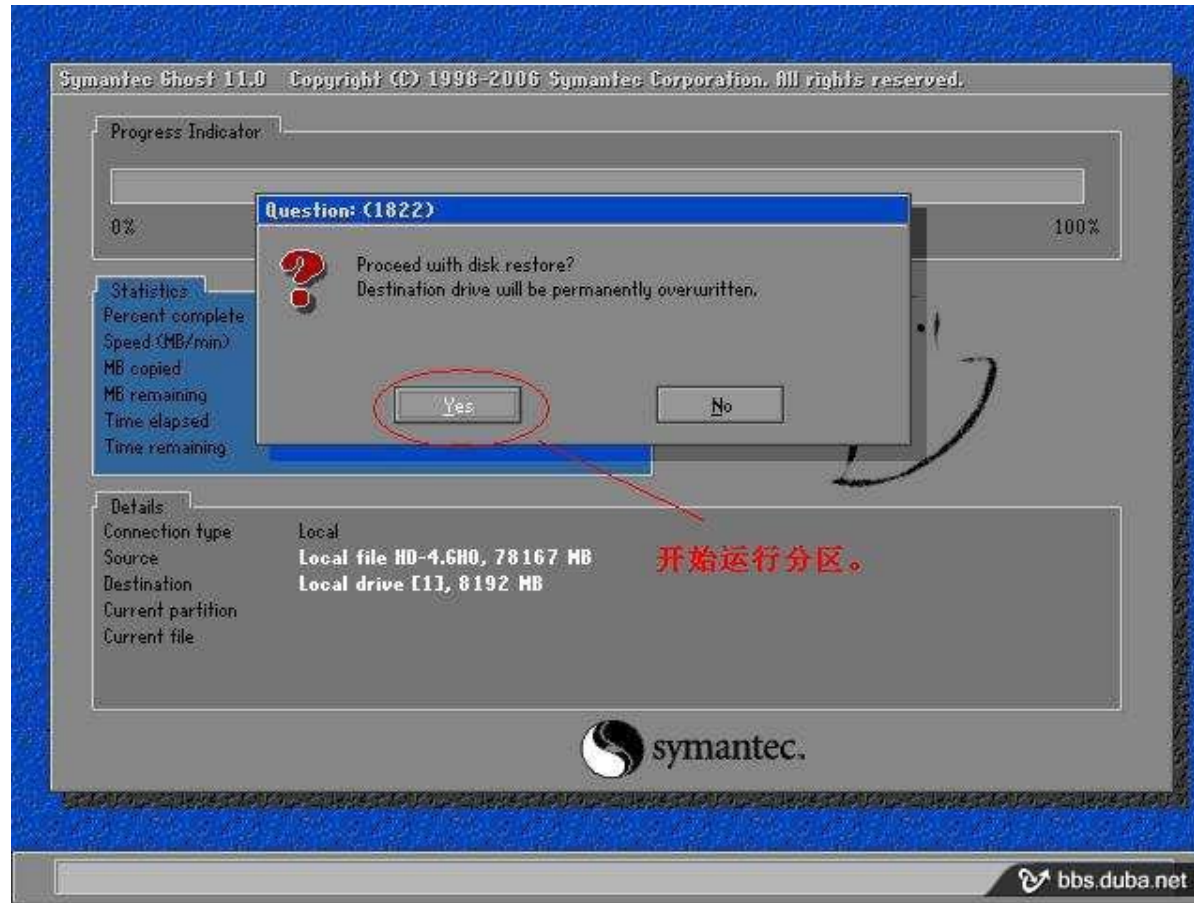 Symantec Ghost 11.0 Copyright (C) 1998-2006 Symantec Corporation. All rights reserved.
Progress Indicator
0%
100%
Question: (1822)
Proceed with disk restore?
Destination drive will be permanently overwritten.
Yes
No
Statistics
Percent complete
Speed (MB/min)
MB copied
MB remaining
Time elapsed
Time remaining
Details
Connection type Local
Source Local file HD-4.GHO, 78167 MB
Destination Local drive [1], 8192 MB
Current partition
Current file
开始运行分区。
symantec.
bbs.duba.net